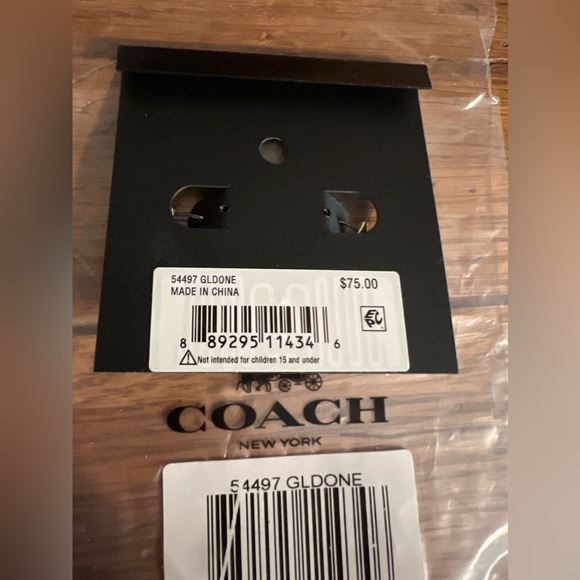 54497 GLDONE $75.00
MADE IN CHINA
8 89295 11434 6
Not intended for children 15 and under
COACH
NEW YORK
54497 GLDONE